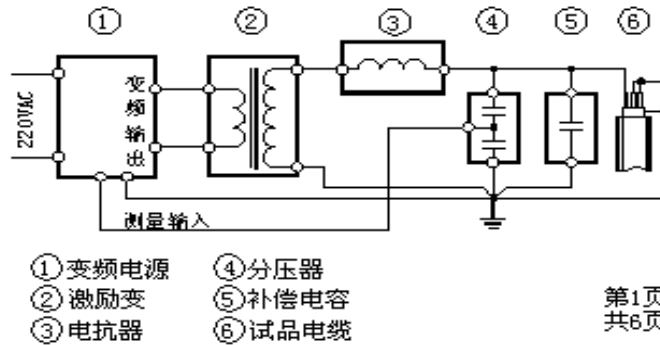 ① ② ③ ④ ⑤ ⑥
220VAC
变频输出
测量输入
①变频电源 ④分压器
②激励变 ⑤补偿电容
③电抗器 ⑥试品电缆
第1页
共6页